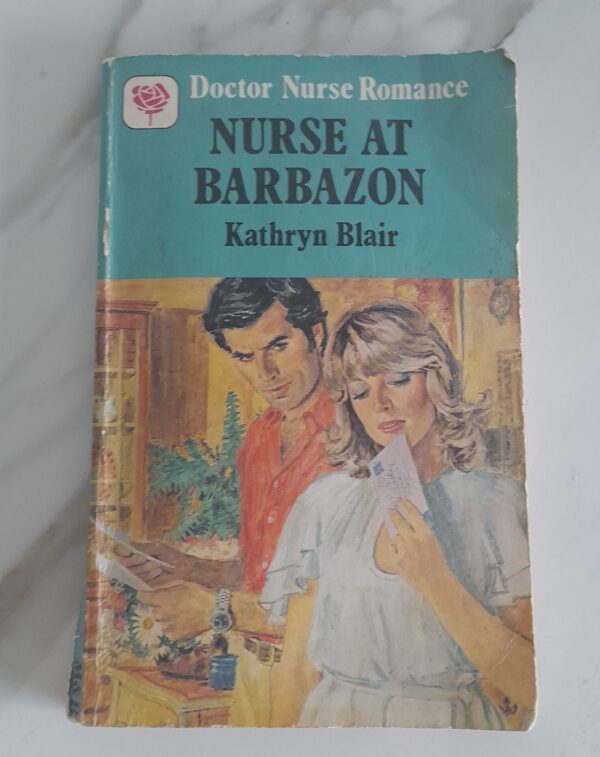 Doctor Nurse Romance
NURSE AT
BARBAZON
Kathryn Blair